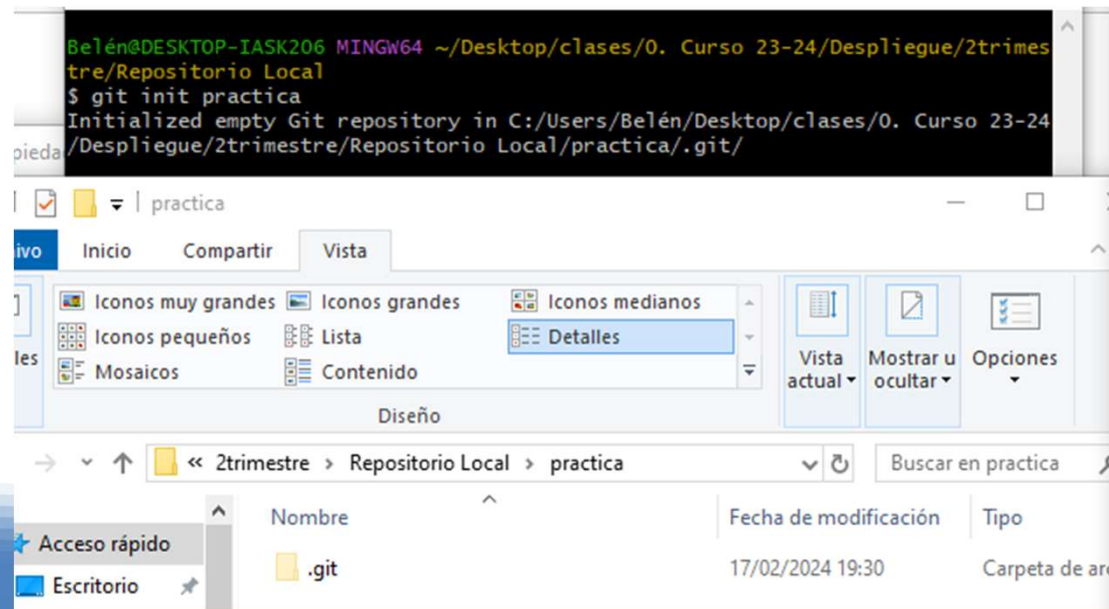 Belén@DESKTOP-IASK206 MINGW64 ~/Desktop/clases/0. Curso 23-24/Despliegue/2trimes
tre/Repositorio Local
$ git init practica
Initialized empty Git repository in C:/Users/Belén/Desktop/clases/0. Curso 23-24
/Despliegue/2trimestre/Repositorio Local/practica/.git/
practica
Inicio Compartir Vista
Iconos muy grandes Iconos grandes Iconos medianos
Iconos pequeños Lista Detalles
Mosaicos Contenido
Vista actual Mostrar u ocultar Opciones
Diseño
« 2trimestre > Repositorio Local > practica Buscar en practica
Nombre Fecha de modificación Tipo
Acceso rápido
.git 17/02/2024 19:30 Carpeta de
Escritorio